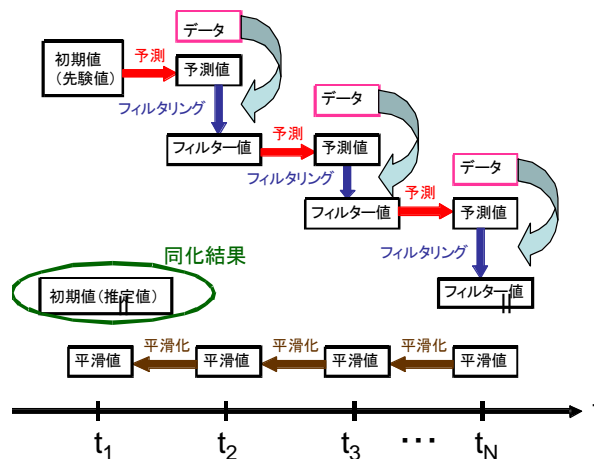 データ
初期値
(先験値)
予測
予測値
フィルタリング
データ
フィルター値
予測
予測値
フィルタリング
データ
フィルター値
予測
予測値
フィルタリング
同化結果
初期値(推定値)
フィルター値
平滑値
平滑化
平滑値
平滑化
平滑値
平滑化
平滑値
t1
t2
t3
・・・
tN